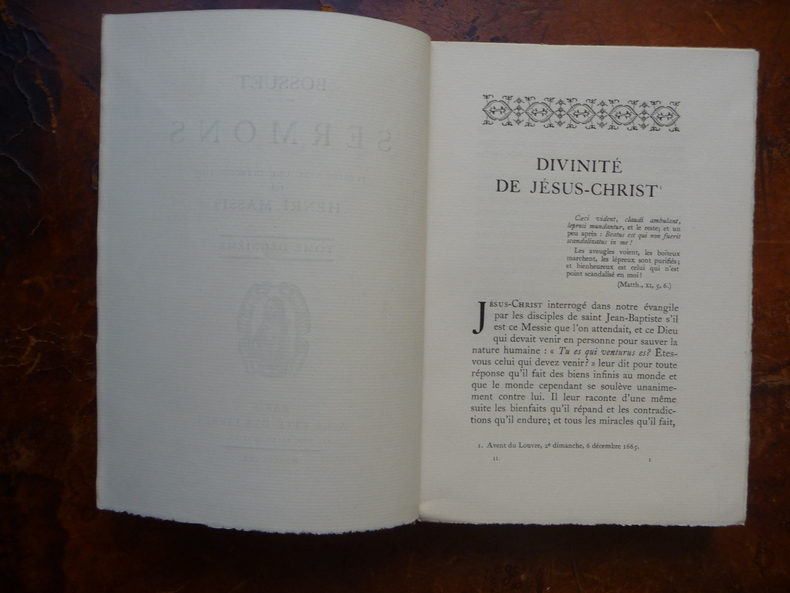 BOSSUET
SERMONS
HENRI MASSIS
DIVINITÉ
DE JÉSUS-CHRIST¹
Cæci vident, claudi ambulant,
leprosi mundantur, et le reste; et un
peu après : Beatus est qui non fuerit
scandalizatus in me!
Les aveugles voient, les boiteux
marchent, les lépreux sont purifiés;
et bienheureux est celui qui n'est
point scandalisé en moi!
(Matth., XI, 5, 6.)
JÉSUS-CHRIST interrogé dans notre évangile
par les disciples de saint Jean-Baptiste s'il
est ce Messie que l'on attendait, et ce Dieu
qui devait venir en personne pour sauver la
nature humaine : « Tu es qui venturus es? Êtes-
vous celui qui devez venir? » leur dit pour toute
réponse qu'il fait des biens infinis au monde et
que le monde cependant se soulève unanime-
ment contre lui. Il leur raconte d'une même
suite les bienfaits qu'il répand et les contradic-
tions qu'il endure; et tous les miracles qu'il fait,
1. Avent du Louvre, 2e dimanche, 6 décembre 1665.
II. 1